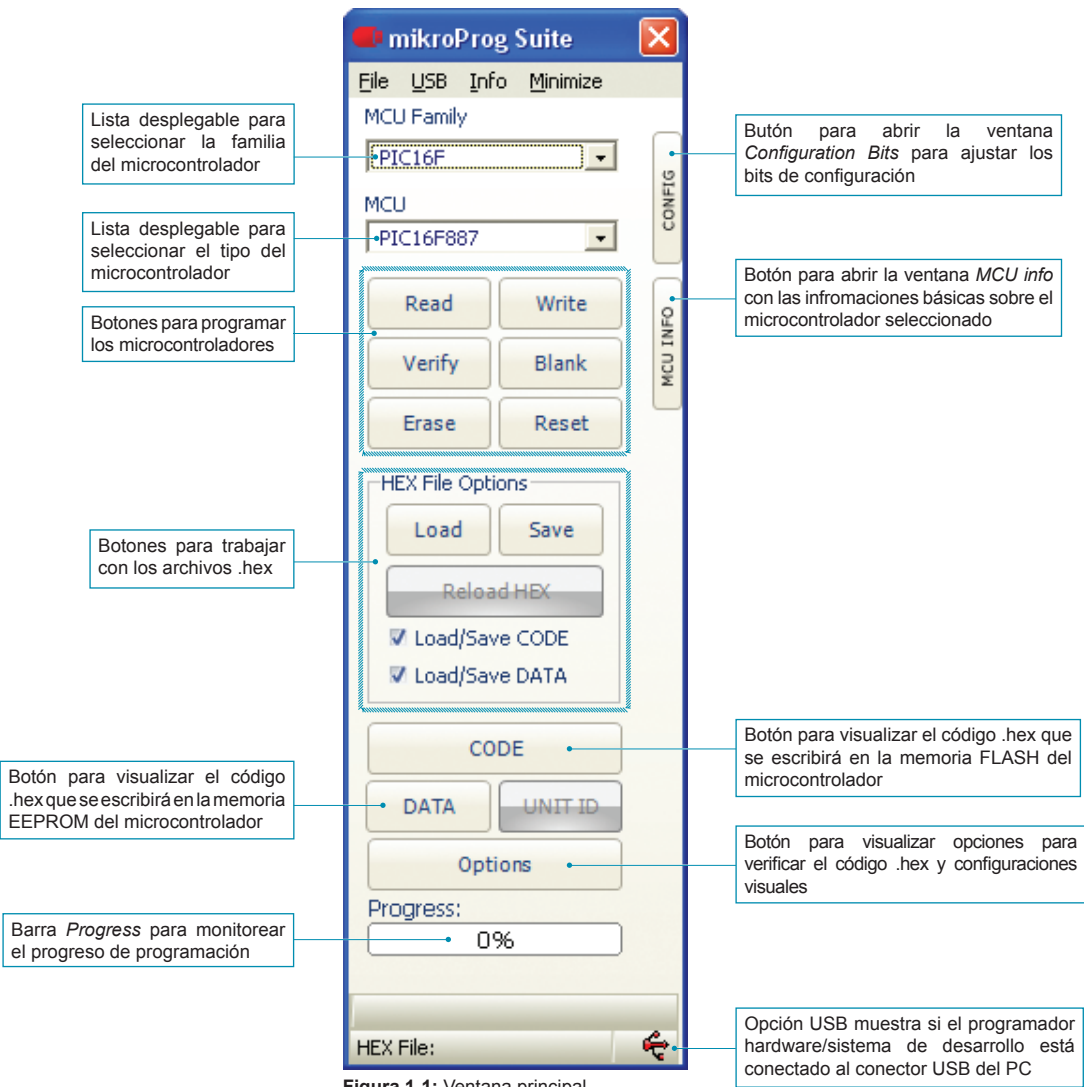 mikroProg Suite
File USB Info Minimize
MCU Family
PIC16F
MCU
PIC16F887
CONFIG
MCU INFO
Read Write
Verify Blank
Erase Reset
HEX File Options
Load Save
Reload HEX
Load/Save CODE
Load/Save DATA
CODE
DATA UNIT ID
Options
Progress:
0%
HEX File:
Lista desplegable para
seleccionar la familia
del microcontrolador
Lista desplegable para
seleccionar el tipo del
microcontrolador
Botones para programar
los microcontroladores
Botones para trabajar
con los archivos .hex
Botón para visualizar el código
.hex que se escribirá en la memoria
EEPROM del microcontrolador
Barra Progress para monitorear
el progreso de programación
Butón para abrir la ventana
Configuration Bits para ajustar los
bits de configuración
Botón para abrir la ventana MCU info
con las infromaciones básicas sobre el
microcontrolador seleccionado
Botón para visualizar el código .hex que
se escribirá en la memoria FLASH del
microcontrolador
Botón para visualizar opciones para
verificar el código .hex y configuraciones
visuales
Opción USB muestra si el programador
hardware/sistema de desarrollo está
conectado al conector USB del PC
Figura 1-1: Ventana principal